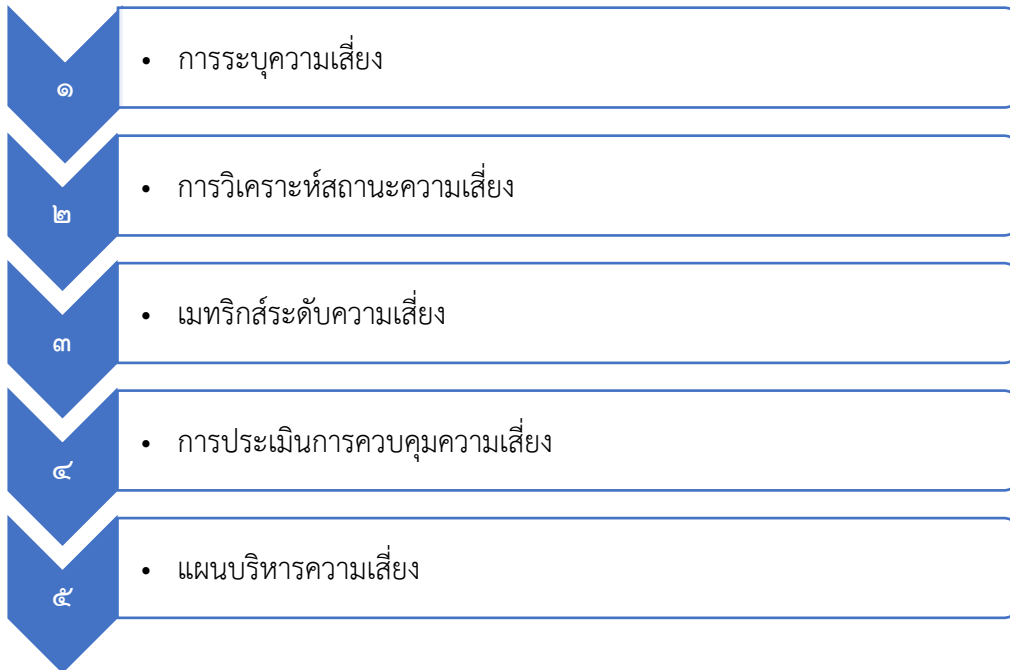 ๑
• การระบุความเสี่ยง
๒
• การวิเคราะห์สถานะความเสี่ยง
๓
• เมทริกส์ระดับความเสี่ยง
๔
• การประเมินการควบคุมความเสี่ยง
๕
• แผนบริหารความเสี่ยง